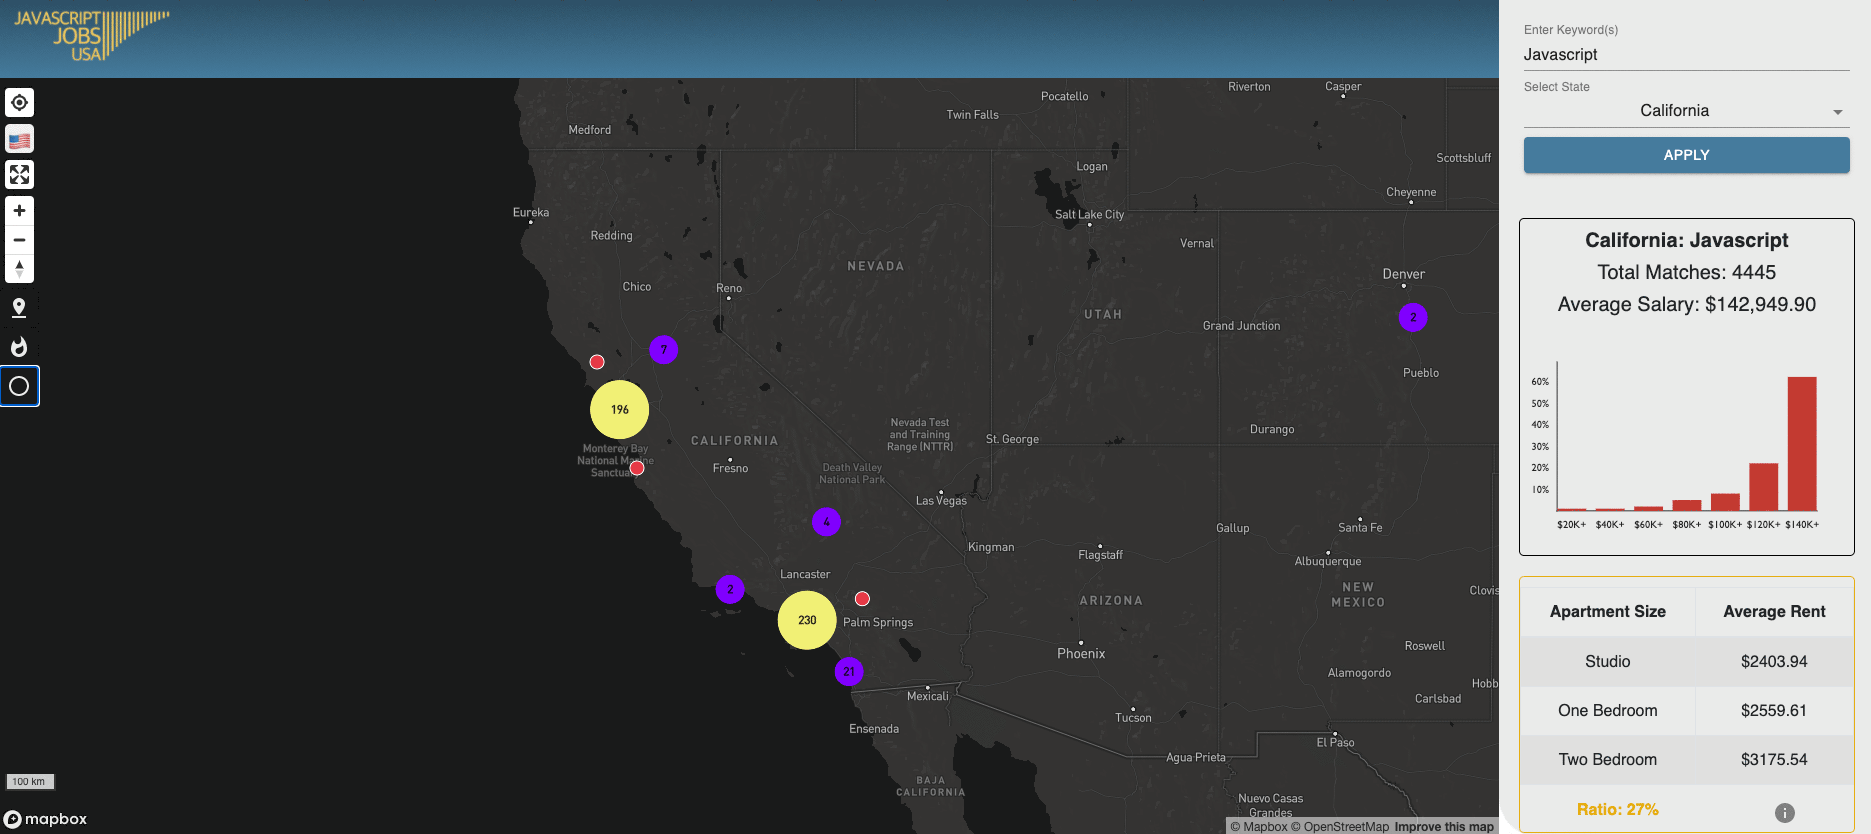 JAVASCRIPT
JOBS
USA
Enter Keyword(s)
Javascript
Select State
California
APPLY
California: Javascript
Total Matches: 4445
Average Salary: $142,949.90
60%
50%
40%
30%
20%
10%
$20K+ $40K+ $60K+ $80K+ $100K+ $120K+ $140K+
Apartment Size Average Rent
Studio $2403.94
One Bedroom $2559.61
Two Bedroom $3175.54
Ratio: 27%
i
Riverton
Casper
Pocatello
Twin Falls
Medford
Scottsbluff
Logan
Cheyenne
Eureka
Salt Lake City
Redding
Vernal
NEVADA
Denver
Chico
Reno
UTAH
2
Grand Junction
7
Pueblo
196
Nevada Test
and Training
Range (NTTR)
Durango
CALIFORNIA
St. George
Monterey Bay
National Marine
Sanctua
Fresno
Death Valley
National Park
Las Vegas
4
Gallup
Santa Fe
Kingman
Flagstaff
Albuquerque
Lancaster
2
NEW
MEXICO
Clovis
ARIZONA
230
Palm Springs
Roswell
Phoenix
21
Alamogordo
Hobb
Mexicali
Carlsbad
Tucson
Ensenada
El Paso
Agua Prieta
BAJA
CALIFORNIA
Nuevo Casas
Grandes
100 km
mapbox
© Mapbox © OpenStreetMap Improve this map